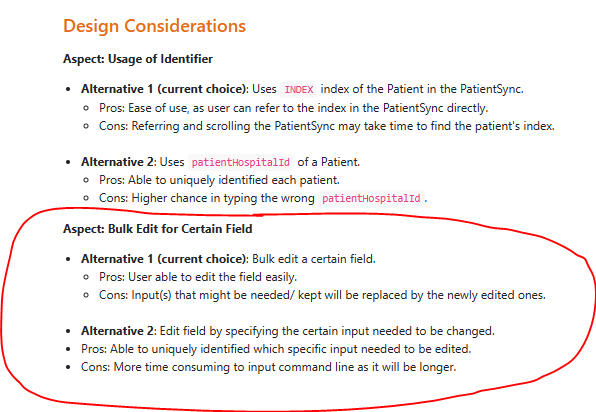 Design Considerations
Aspect: Usage of Identifier
• Alternative 1 (current choice): Uses INDEX index of the Patient in the PatientSync.
◦ Pros: Ease of use, as user can refer to the index in the PatientSync directly.
◦ Cons: Referring and scrolling the PatientSync may take time to find the patient's index.
• Alternative 2: Uses patientHospitalId of a Patient.
◦ Pros: Able to uniquely identified each patient.
◦ Cons: Higher chance in typing the wrong patientHospitalId.
Aspect: Bulk Edit for Certain Field
• Alternative 1 (current choice): Bulk edit a certain field.
◦ Pros: User able to edit the field easily.
◦ Cons: Input(s) that might be needed/ kept will be replaced by the newly edited ones.
• Alternative 2: Edit field by specifying the certain input needed to be changed.
• Pros: Able to uniquely identified which specific input needed to be edited.
• Cons: More time consuming to input command line as it will be longer.